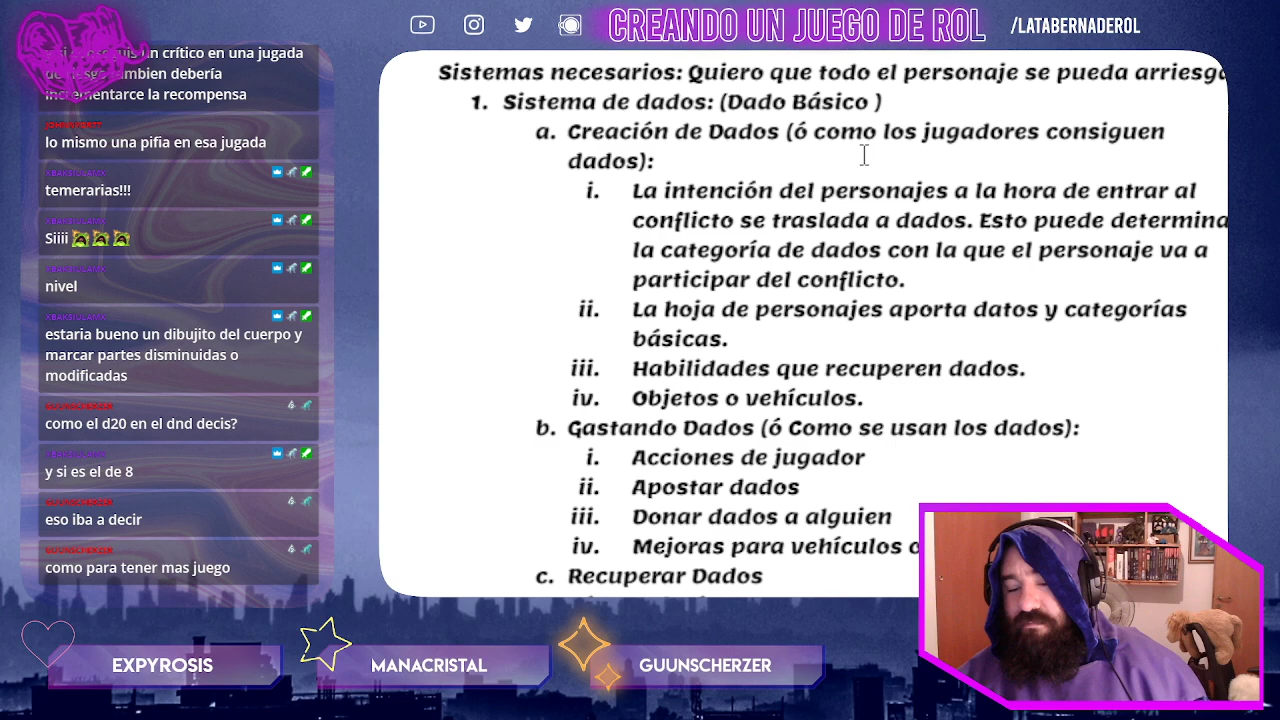 CREANDO UN JUEGO DE ROL
/LATABERNADEROL
un crítico en una jugada
tambien debería
incrementarce la recompensa
lo mismo una pifia en esa jugada
XBAKSIULAMX
temerarias!!!
XBAKSIULAMX
Siiii
XBAKSIULAMX
nivel
XBAKSIULAMX
estaria bueno un dibujito del cuerpo y
marcar partes disminuidas o
modificadas
como el d20 en el dnd decis?
XBAKSIULAMX
y si es el de 8
eso iba a decir
como para tener mas juego
Sistemas necesarios: Quiero que todo el personaje se pueda arriesga
1. Sistema de dados: (Dado Básico )
a. Creación de Dados (ó como los jugadores consiguen
dados):
i. La intención del personajes a la hora de entrar al
conflicto se traslada a dados. Esto puede determina
la categoría de dados con la que el personaje va a
participar del conflicto.
ii. La hoja de personajes aporta datos y categorías
básicas.
iii. Habilidades que recuperen dados.
iv. Objetos o vehículos.
b. Gastando Dados (ó Como se usan los dados):
i. Acciones de jugador
ii. Apostar dados
iii. Donar dados a alguien
iv. Mejoras para vehículos o
c. Recuperar Dados
EXPYROSIS
MANACRISTAL
GUUNSCHERZER